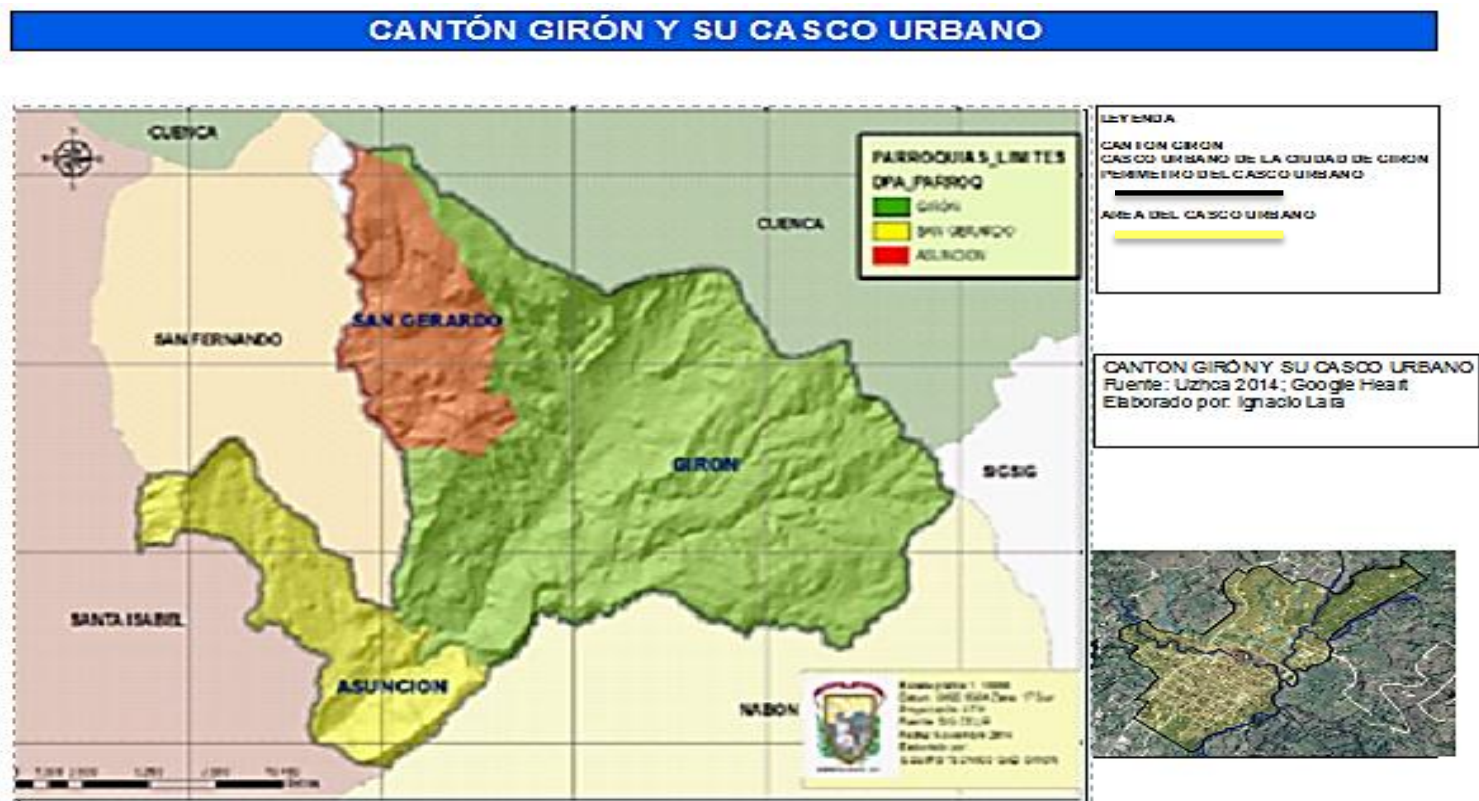 CANTÓN GIRÓN Y SU CASCO URBANO
CUENCA
CUENCA
SAN FERNANDO
SAN GERARDO
GIRON
SIGSIG
SANTA ISABEL
ASUNCION
NABON
PARROQUIAS_LIMITES
DPA_PARROQ
GIRÓN
SAN GERARDO
ASUNCION
LEYENDA
CANTON GIRON
CASCO URBANO DE LA CIUDAD DE GIRON
PERIMETRO DEL CASCO URBANO
AREA DEL CASCO URBANO
CANTON GIRÓN Y SU CASCO URBANO
Fuente: Uzhca 2014; Google Heart
Elaborado por: Ignacio Lara